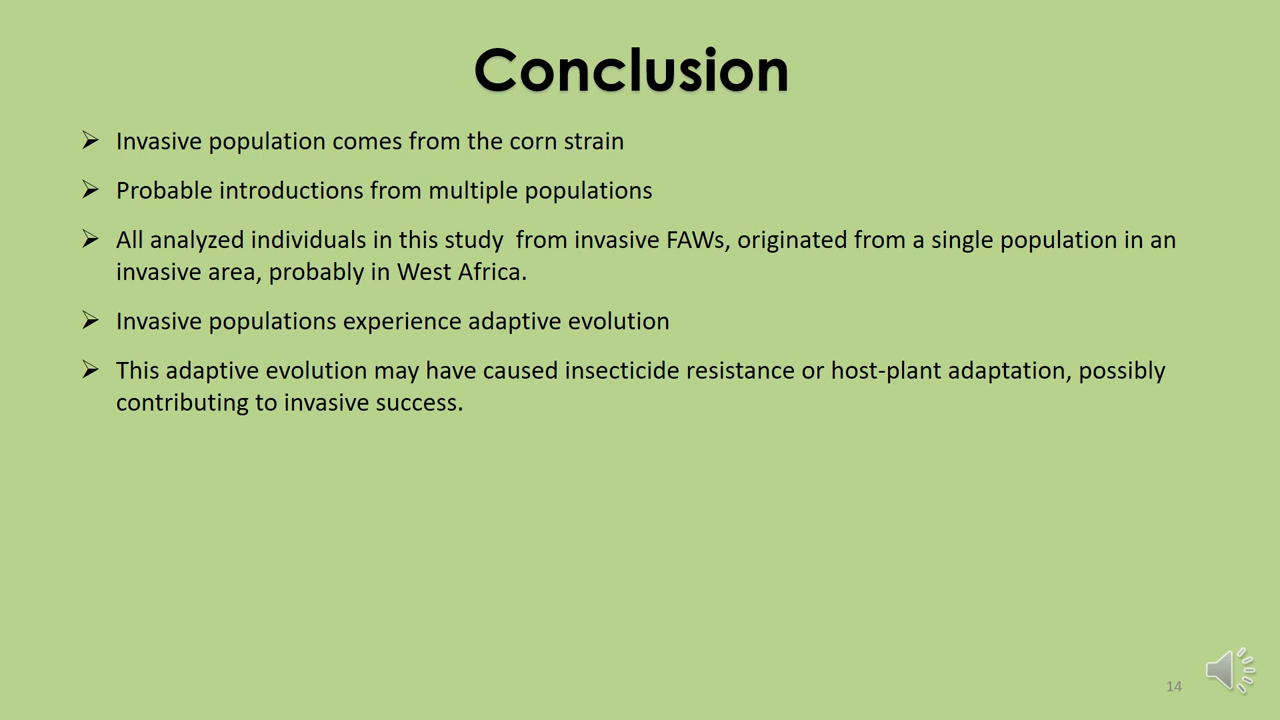 Conclusion
Invasive population comes from the corn strain
Probable introductions from multiple populations
All analyzed individuals in this study  from invasive FAWs, originated from a single population in an
invasive area, probably in West Africa.
Invasive populations experience adaptive evolution
This adaptive evolution may have caused insecticide resistance or host-plant adaptation, possibly
contributing to invasive success.
14